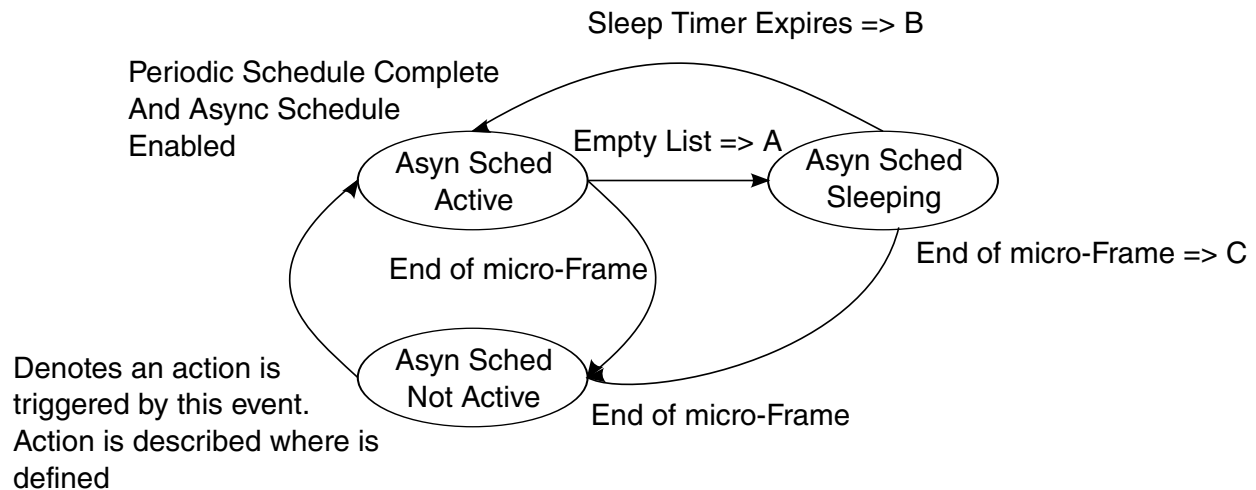 Sleep Timer Expires => B
Periodic Schedule Complete
And Async Schedule
Enabled
Empty List => A
Asyn Sched
Active
Asyn Sched
Sleeping
End of micro-Frame => C
End of micro-Frame
Asyn Sched
Not Active
Denotes an action is
triggered by this event.
Action is described where is
defined
End of micro-Frame